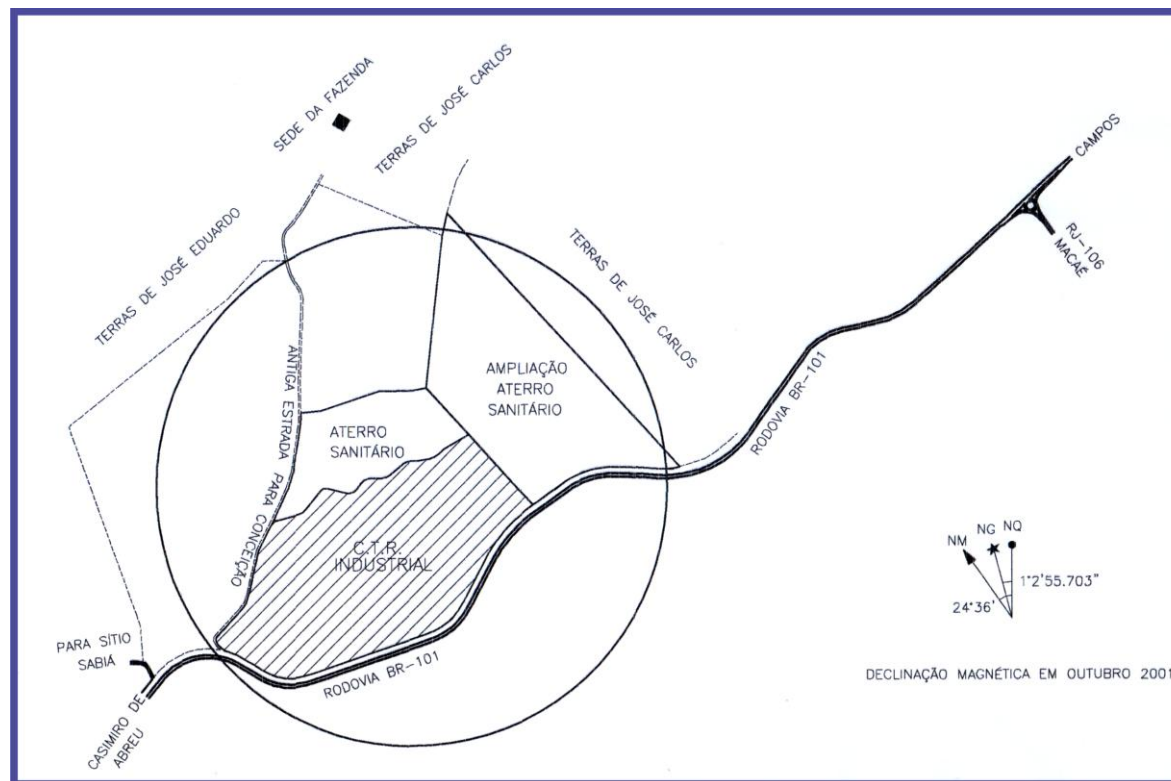 SEDE DA FAZENDA
TERRAS DE JOSÉ CARLOS
CAMPOS
RJ-106
MACAÉ
TERRAS DE JOSÉ EDUARDO
TERRAS DE JOSÉ CARLOS
ANTIGA ESTRADA PARA CONCEIÇÃO
AMPLIAÇÃO
ATERRO
SANITÁRIO
ATERRO
SANITÁRIO
RODOVIA BR-101
C.T.R.
INDUSTRIAL
NM
NG
NQ
1°2'55.703"
24°36'
PARA SÍTIO
SABIÁ
RODOVIA BR-101
CASIMIRO DE
ABREU
DECLINAÇÃO MAGNÉTICA EM OUTUBRO 2001